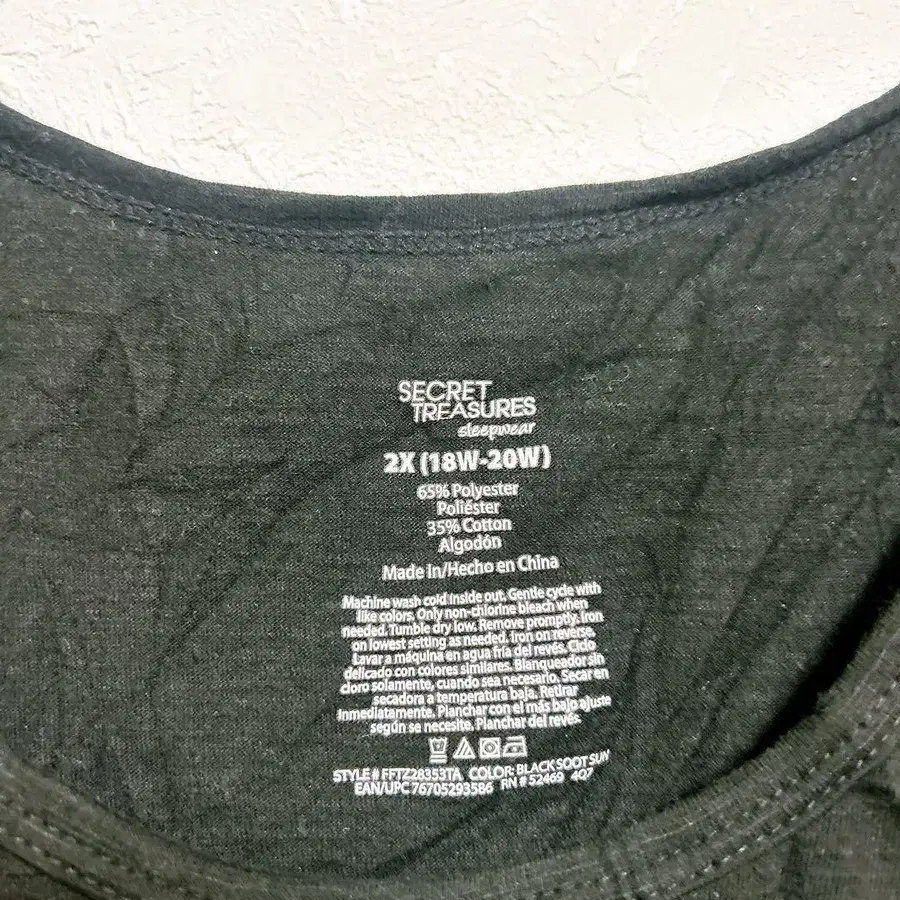 SECRET
TREASURES
sleepwear
2X (18W-20W)
65% Polyester
Poliéster
35% Cotton
Algodón
Made in/Hecho en China
Machine wash cold inside out. Gentle cycle with
like colors. Only non-chlorine bleach when
needed. Tumble dry low. Remove promptly. Iron
on lowest setting as needed. Iron on reverse.
Lavar a máquina en agua fría del revés. Ciclo
delicado con colores similares. Blanqueador sin
cloro solamente, cuando sea necesario. Secar en
secadora a temperatura baja. Retirar
inmediatamente. Planchar con el más bajo ajuste
según se necesite. Planchar del revés.
STYLE # FFTZ28353TA COLOR: BLACK SOOT SUN
EAN/UPC 76705293586 RN # 52469 4Q7